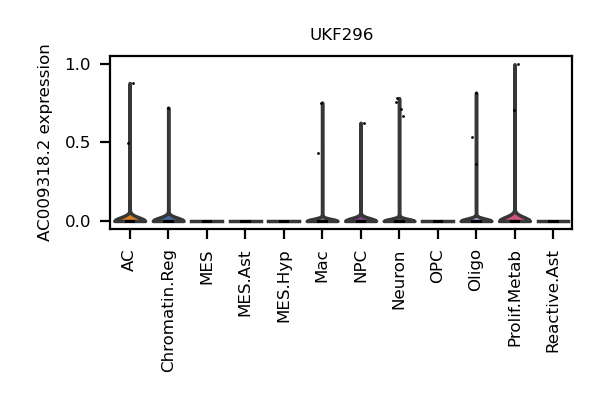 UKF296
AC009318.2 expression
1.0
0.5
0.0
AC
Chromatin.Reg
MES
MES.Ast
MES.Hyp
Mac
NPC
Neuron
OPC
Oligo
Prolif.Metab
Reactive.Ast